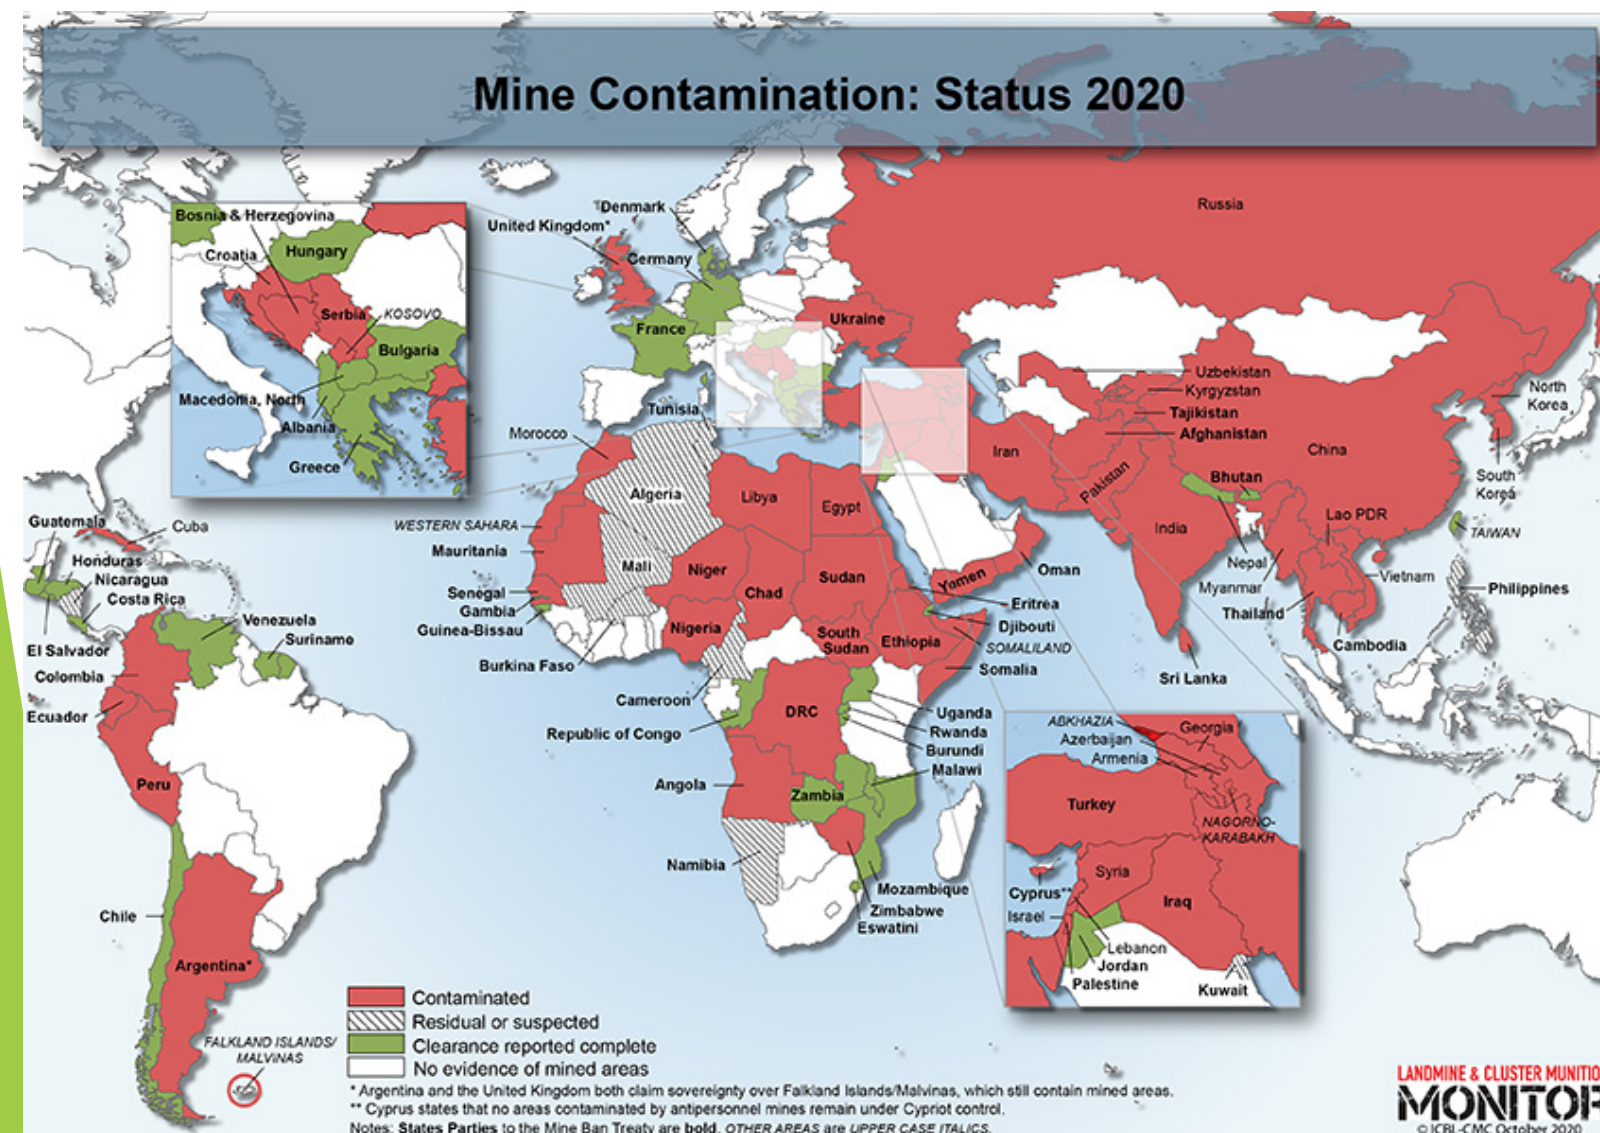 Mine Contamination: Status 2020
Bosnia & Herzegovina
Croatia
Hungary
Serbia
KOSOVO
Bulgaria
Macedonia, North
Albania
Greece
Denmark
United Kingdom*
Germany
France
Ukraine
Russia
Tunisia
Morocco
Algeria
Libya
Egypt
WESTERN SAHARA
Mauritania
Mali
Niger
Chad
Sudan
Senegal
Gambia
Guinea-Bissau
Burkina Faso
Nigeria
South
Sudan
Ethiopia
Cameroon
Republic of Congo
DRC
Angola
Zambia
Namibia
Yemen
Oman
Eritrea
Djibouti
SOMALILAND
Somalia
Uganda
Rwanda
Burundi
Malawi
Mozambique
Zimbabwe
Eswatini
Uzbekistan
Kyrgyzstan
Tajikistan
Afghanistan
Iran
Pakistan
India
China
Bhutan
Nepal
Myanmar
Thailand
Lao PDR
Vietnam
Cambodia
Sri Lanka
North
Korea
South
Korea
TAIWAN
Philippines
Guatemala
Cuba
Honduras
Nicaragua
Costa Rica
El Salvador
Venezuela
Suriname
Colombia
Ecuador
Peru
Chile
Argentina*
FALKLAND ISLANDS/
MALVINAS
ABKHAZIA
Georgia
Azerbaijan
Armenia
Turkey
NAGORNO-
KARABAKH
Syria
Cyprus**
Israel
Iraq
Lebanon
Jordan
Palestine
Kuwait
Contaminated
Residual or suspected
Clearance reported complete
No evidence of mined areas
* Argentina and the United Kingdom both claim sovereignty over Falkland Islands/Malvinas, which still contain mined areas.
** Cyprus states that no areas contaminated by antipersonnel mines remain under Cypriot control.
Notes: States Parties to the Mine Ban Treaty are bold. OTHER AREAS are UPPER CASE ITALICS.
LANDMINE & CLUSTER MUNITIO
MONITOR
© ICBL-CMC October 2020